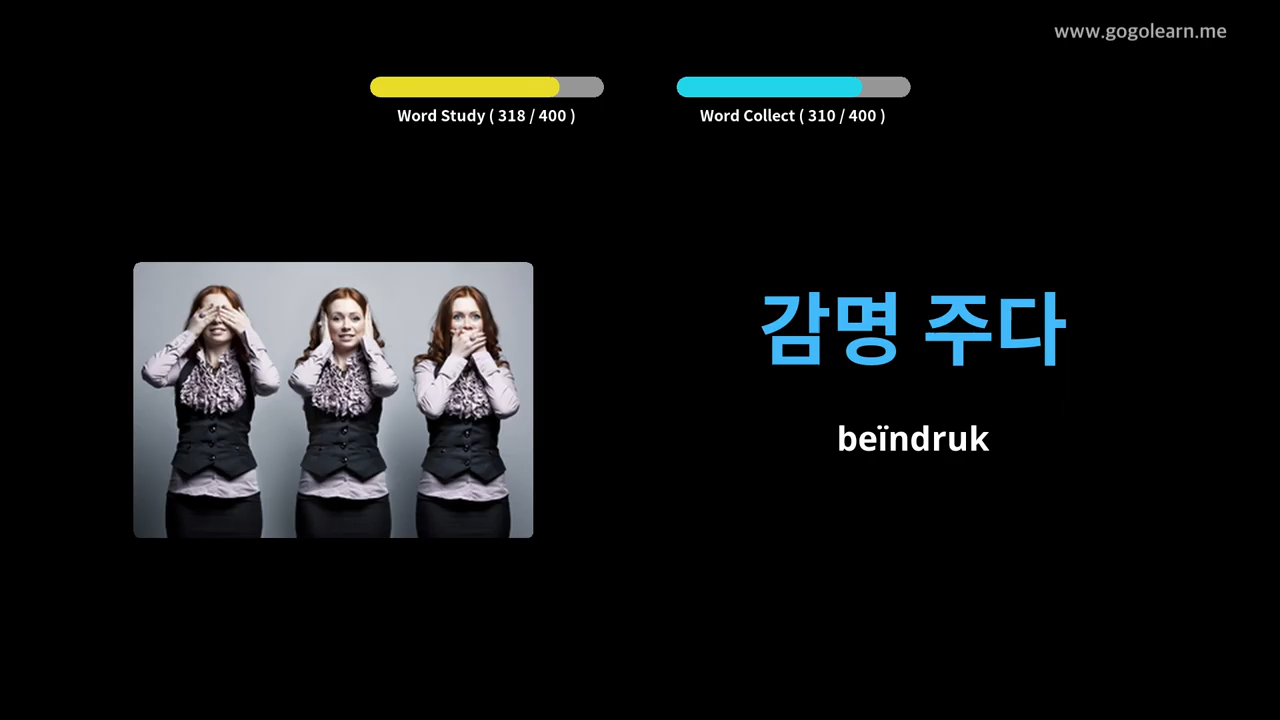 www.gogolearn.me
Word Study ( 318 / 400 )
Word Collect ( 310 / 400 )
감명 주다
beïndruk